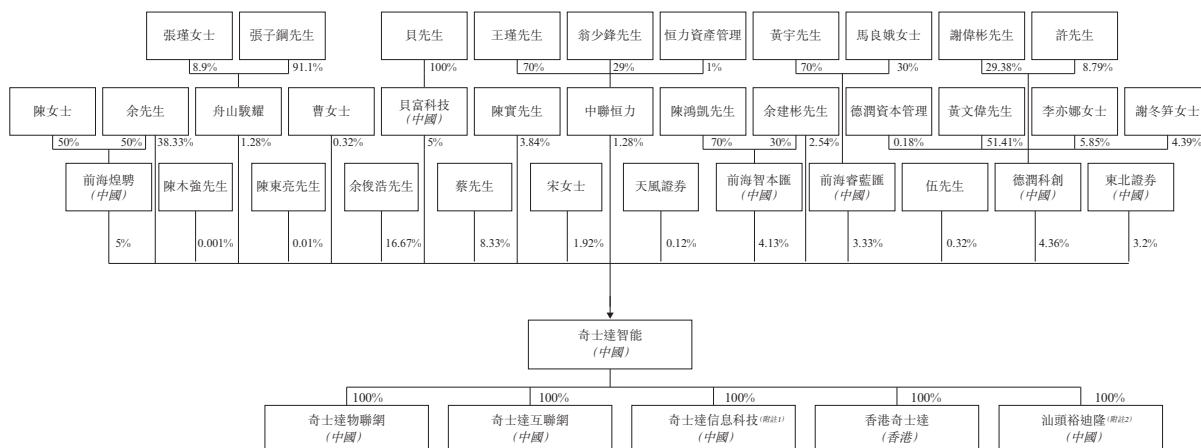 張瑾女士
張子鋼先生
貝先生
王瑾先生
翁少鋒先生
恒力資產管理
黃宇先生
馬良娥女士
謝偉彬先生
許先生
8.9%
91.1%
100%
70%
29%
1%
70%
30%
29.38%
8.79%
陳女士
余先生
舟山駿耀
曹女士
貝富科技
(中國)
陳實先生
中聯恒力
陳鴻凱先生
余建彬先生
德潤資本管理
黃文偉先生
李亦娜女士
謝冬笋女士
50%
50%
38.33%
1.28%
0.32%
5%
3.84%
1.28%
70%
30%
2.54%
0.18%
51.41%
5.85%
4.39%
前海煌騁
(中國)
陳木強先生
陳東亮先生
余俊浩先生
蔡先生
宋女士
天風證券
前海智本匯
(中國)
前海睿藍匯
(中國)
伍先生
德潤科創
(中國)
東北證券
(中國)
5%
0.001%
0.01%
16.67%
8.33%
1.92%
0.12%
4.13%
3.33%
0.32%
4.36%
3.2%
奇士達智能
(中國)
100%
100%
100%
100%
100%
奇士達物聯網
(中國)
奇士達互聯網
(中國)
奇士達信息科技(附註1)
(中國)
香港奇士達
(香港)
汕頭裕迪隆(附註2)
(中國)